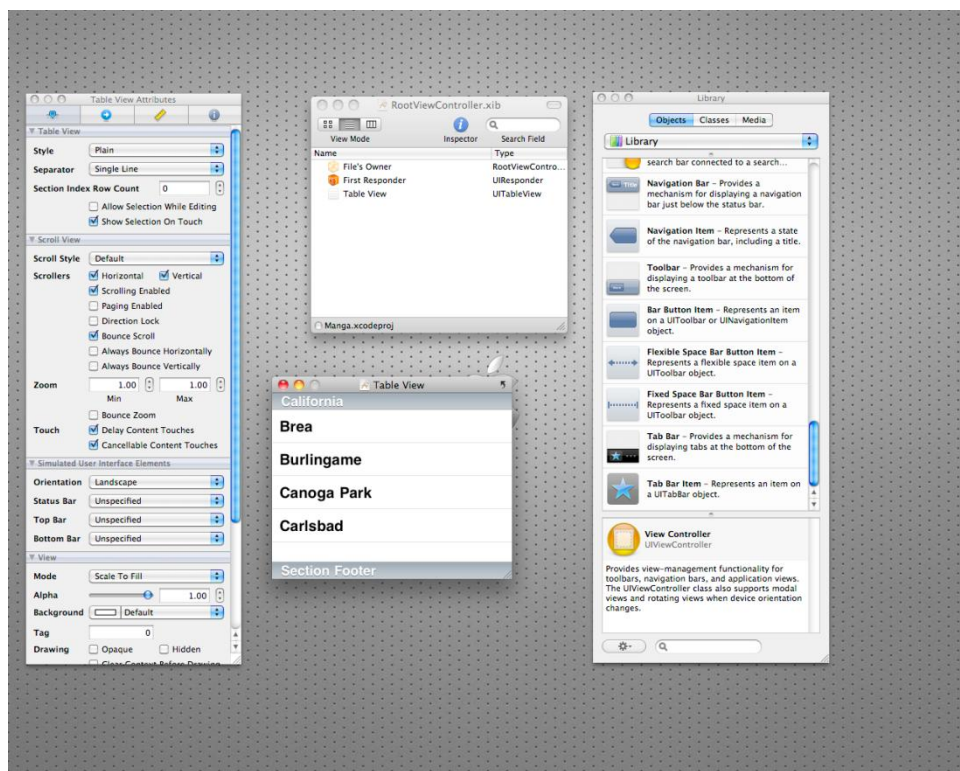 Table View Attributes
Table View
Style Plain
Separator Single Line
Section Index Row Count 0
Allow Selection While Editing
Show Selection On Touch
Scroll View
Scroll Style Default
Scrollers Horizontal Vertical
Scrolling Enabled
Paging Enabled
Direction Lock
Bounce Scroll
Always Bounce Horizontally
Always Bounce Vertically
Zoom 1.00 1.00
Min Max
Bounce Zoom
Touch Delay Content Touches
Cancellable Content Touches
Simulated User Interface Elements
Orientation Landscape
Status Bar Unspecified
Top Bar Unspecified
Bottom Bar Unspecified
View
Mode Scale To Fill
Alpha 1.00
Background Default
Tag 0
Drawing Opaque Hidden
Clear Context Before Drawing
RootViewController.xib
View Mode Inspector Search Field
Name Type
File's Owner RootViewContro...
First Responder UIResponder
Table View UITableView
Manga.xcodeproj
Table View
California
Brea
Burlingame
Canoga Park
Carlsbad
Section Footer
Library
Objects Classes Media
Library
search bar connected to a search...
Title
Navigation Bar – Provides a
mechanism for displaying a navigation
bar just below the status bar.
Navigation Item – Represents a state
of the navigation bar, including a title.
Toolbar – Provides a mechanism for
displaying a toolbar at the bottom of
the screen.
Bar Button Item – Represents an item
on a UIToolbar or UINavigationItem
object.
Flexible Space Bar Button Item –
Represents a flexible space item on a
UIToolbar object.
Fixed Space Bar Button Item –
Represents a fixed space item on a
UIToolbar object.
Tab Bar – Provides a mechanism for
displaying tabs at the bottom of the
screen.
Tab Bar Item – Represents an item on
a UITabBar object.
View Controller
UIViewController
Provides view-management functionality for
toolbars, navigation bars, and application views.
The UIViewController class also supports modal
views and rotating views when device orientation
changes.